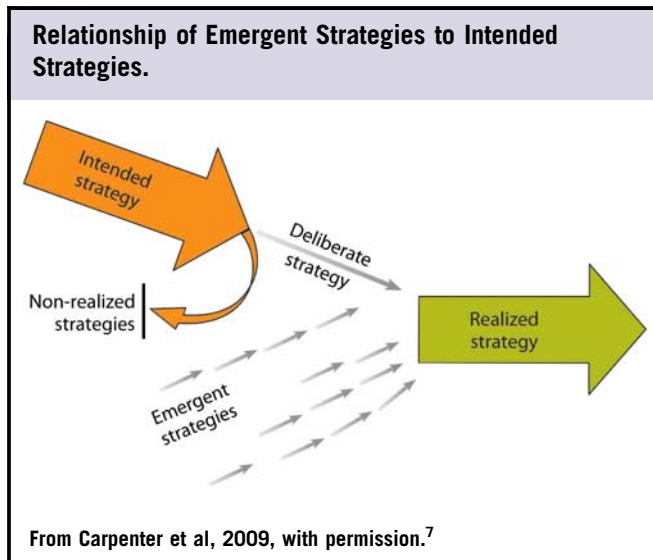 Relationship of Emergent Strategies to Intended
Strategies.
Intended
strategy
Deliberate
strategy
Non-realized
strategies
Realized
strategy
Emergent
strategies
From Carpenter et al, 2009, with permission.7